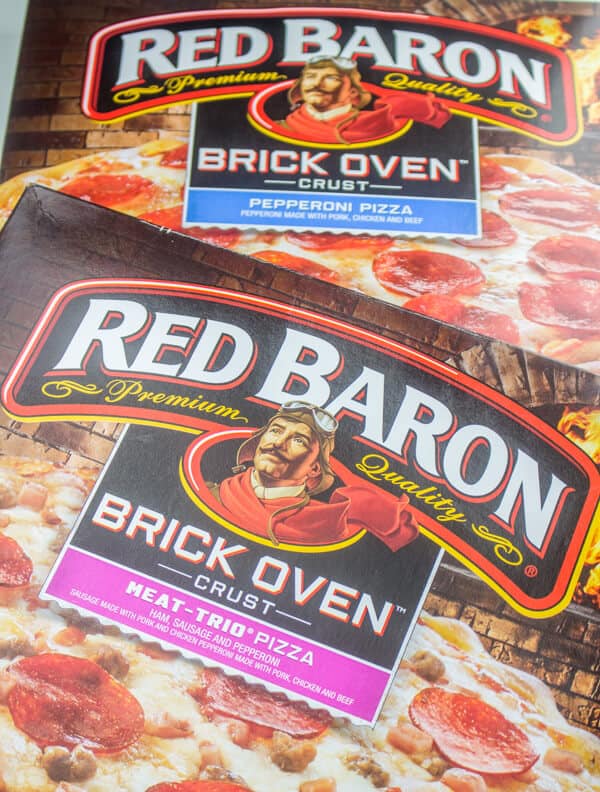 RED BARON®
Premium Quality
BRICK OVEN™
CRUST
PEPPERONI PIZZA
PEPPERONI MADE WITH PORK, CHICKEN AND BEEF
RED BARON®
Premium Quality
BRICK OVEN™
CRUST
MEAT-TRIO® PIZZA
HAM, SAUSAGE AND PEPPERONI
SAUSAGE MADE WITH PORK AND CHICKEN PEPPERONI MADE WITH PORK, CHICKEN AND BEEF